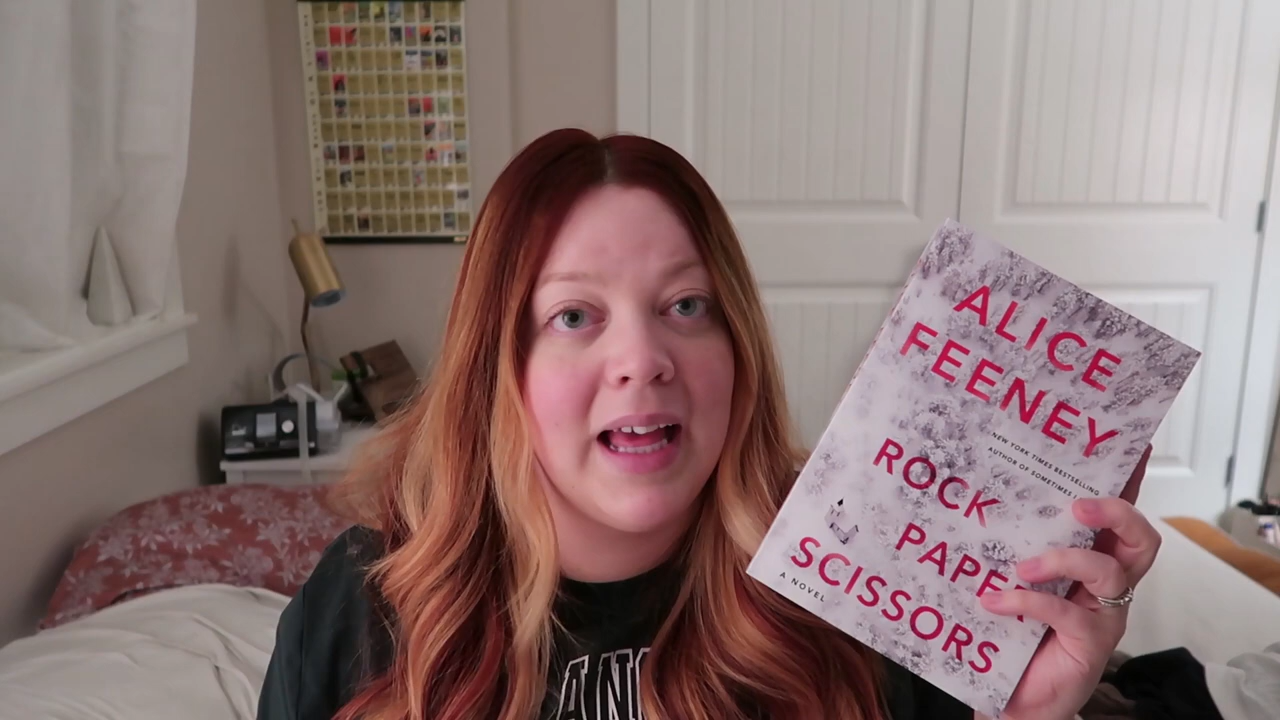 ALICE
FEENEY
NEW YORK TIMES BESTSELLING
AUTHOR OF SOMETIMES I
ROCK
PAPER
SCISSORS
A NOVEL